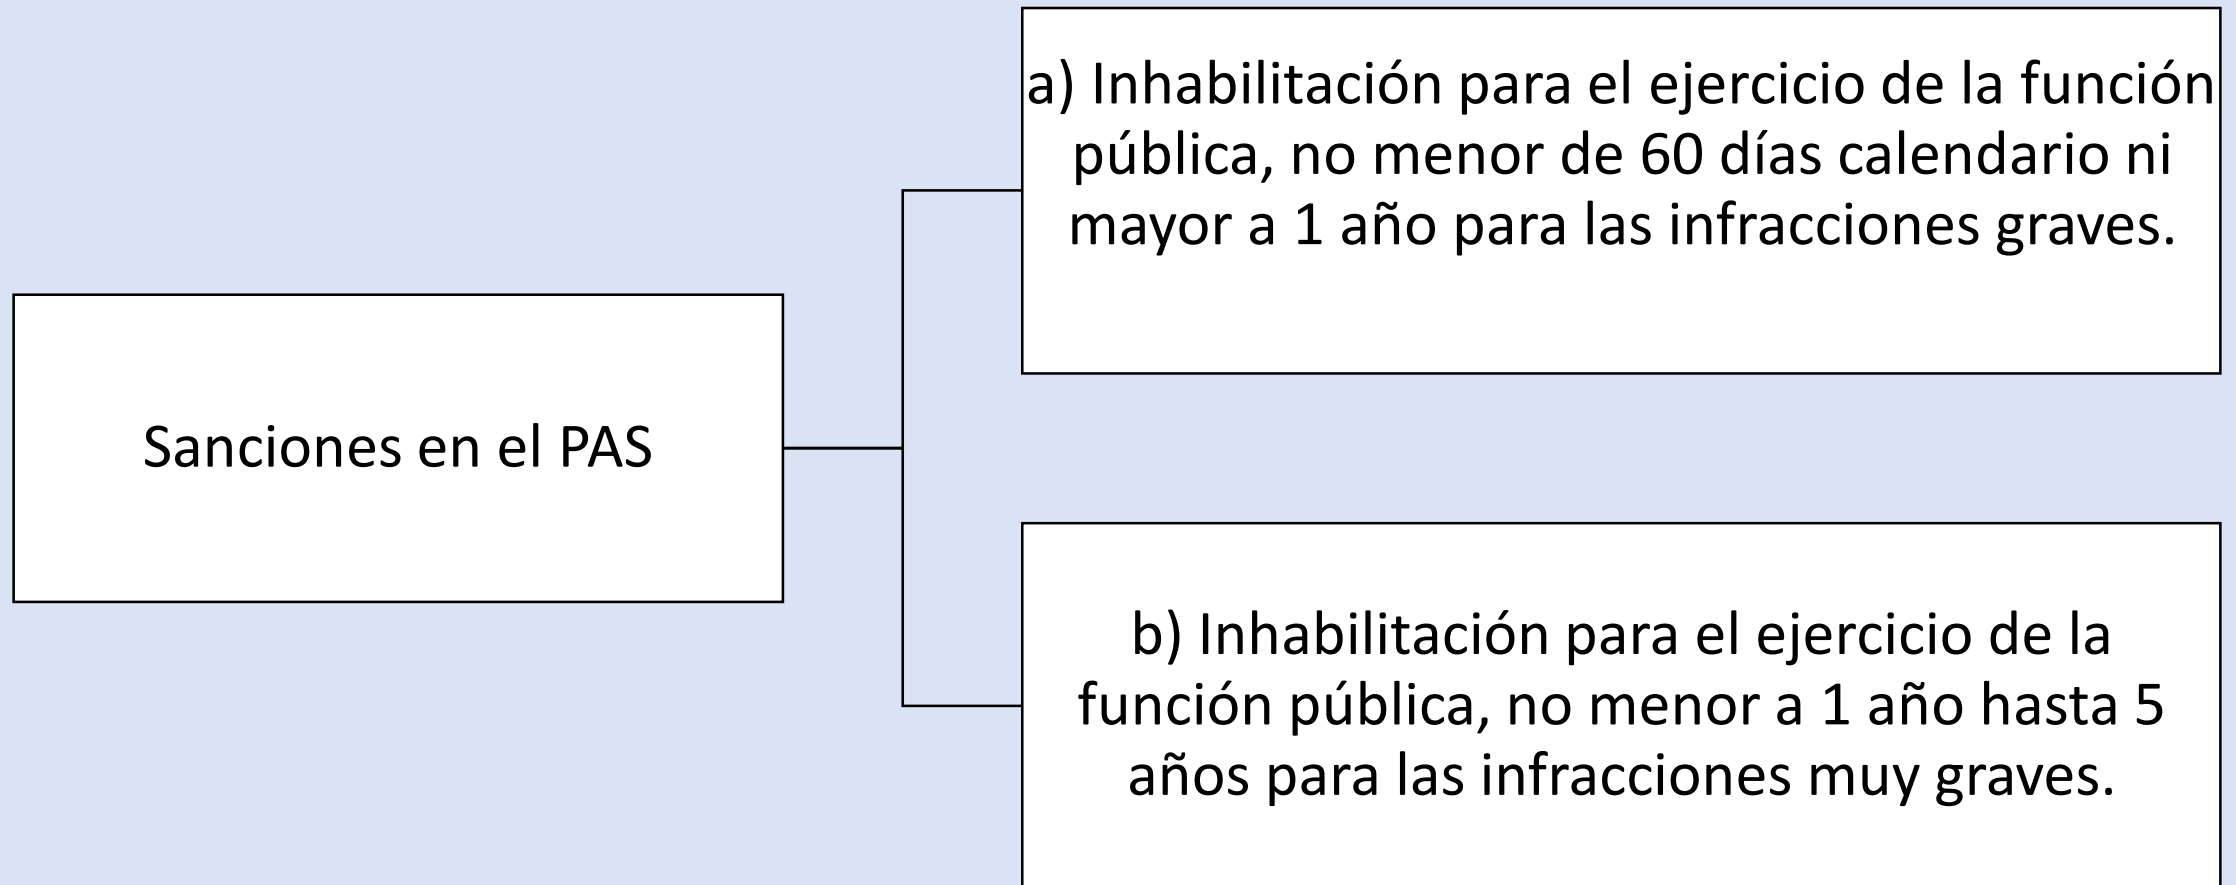 Sanciones en el PAS
a) Inhabilitación para el ejercicio de la función
pública, no menor de 60 días calendario ni
mayor a 1 año para las infracciones graves.
b) Inhabilitación para el ejercicio de la
función pública, no menor a 1 año hasta 5
años para las infracciones muy graves.